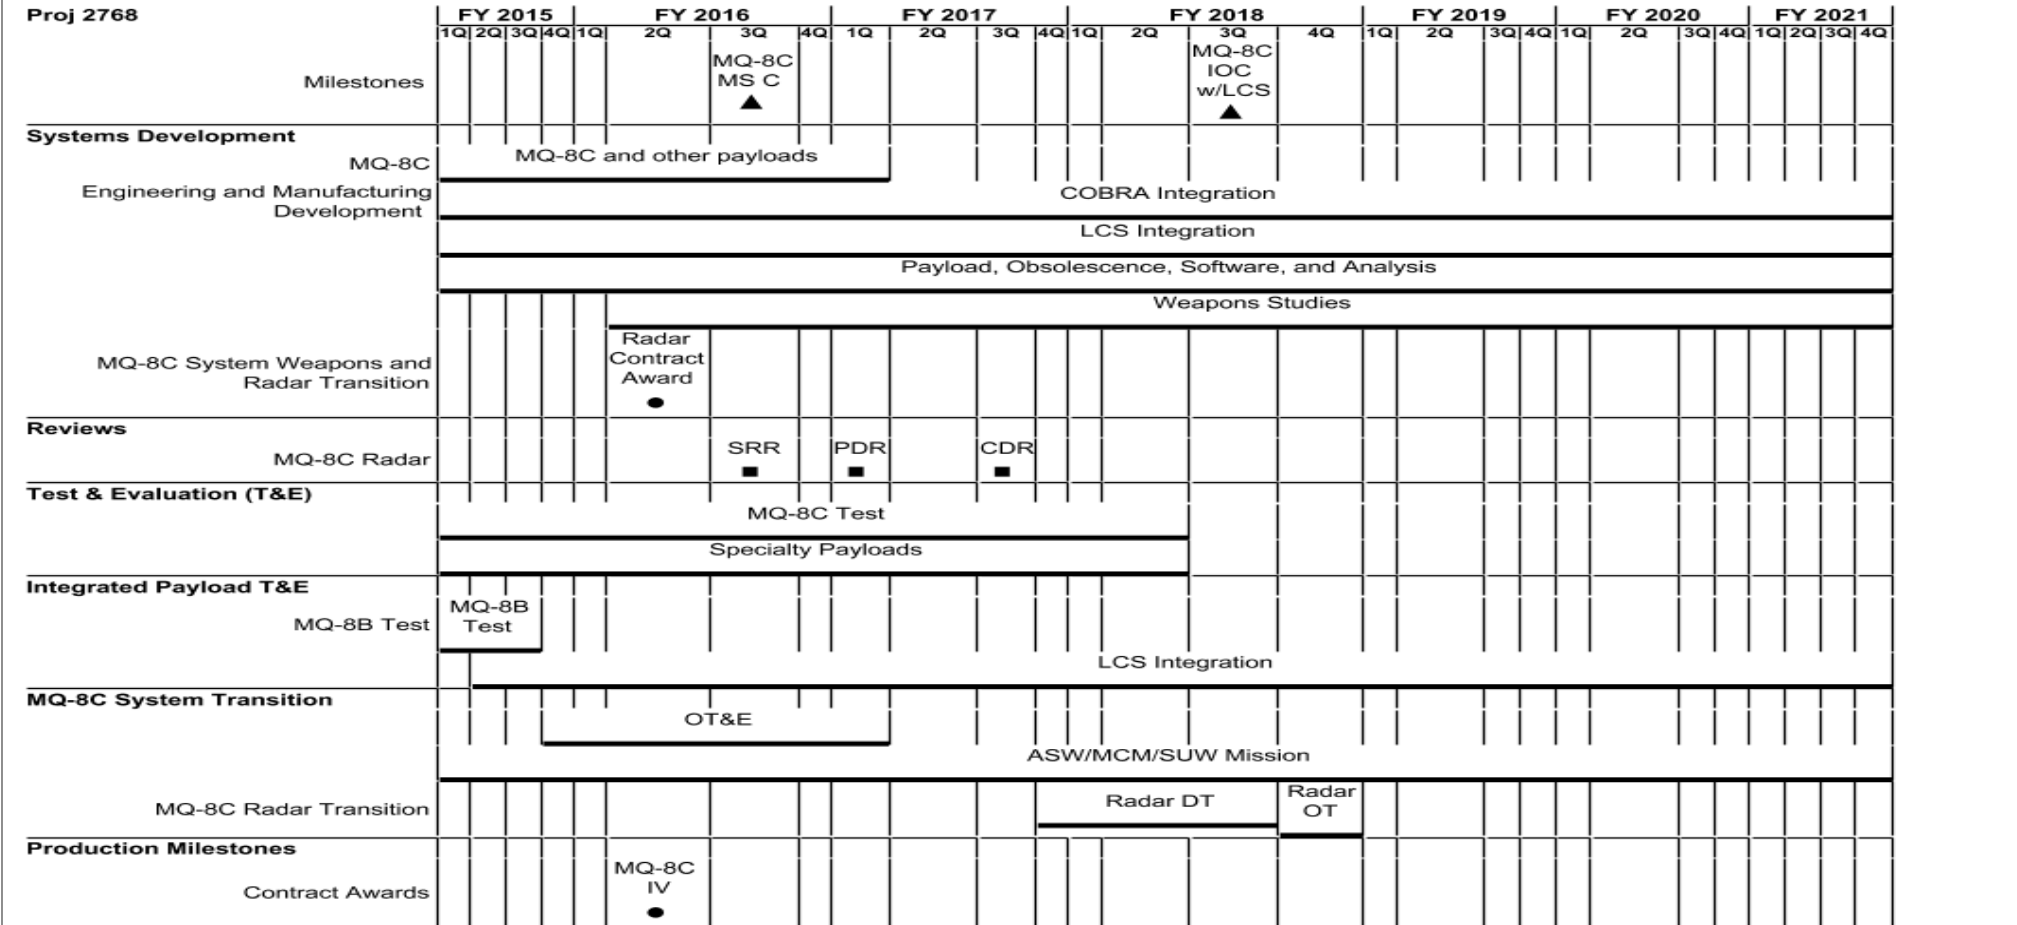 Proj 2768 FY 2015 FY 2016 FY 2017 FY 2018 FY 2019 FY 2020 FY 2021
1Q 2Q 3Q 4Q 1Q 2Q 3Q 4Q 1Q 2Q 3Q 4Q 1Q 2Q 3Q 4Q 1Q 2Q 3Q 4Q 1Q 2Q 3Q 4Q 1Q 2Q 3Q 4Q
Milestones
MQ-8C
MS C
MQ-8C
IOC
w/LCS
Systems Development
MQ-8C
MQ-8C and other payloads
Engineering and Manufacturing
Development
COBRA Integration
LCS Integration
Payload, Obsolescence, Software, and Analysis
Weapons Studies
MQ-8C System Weapons and
Radar Transition
Radar
Contract
Award
Reviews
MQ-8C Radar
SRR
PDR
CDR
Test & Evaluation (T&E)
MQ-8C Test
Specialty Payloads
Integrated Payload T&E
MQ-8B Test
MQ-8B
Test
LCS Integration
MQ-8C System Transition
OT&E
ASW/MCM/SUW Mission
MQ-8C Radar Transition
Radar DT
Radar
OT
Production Milestones
Contract Awards
MQ-8C
IV